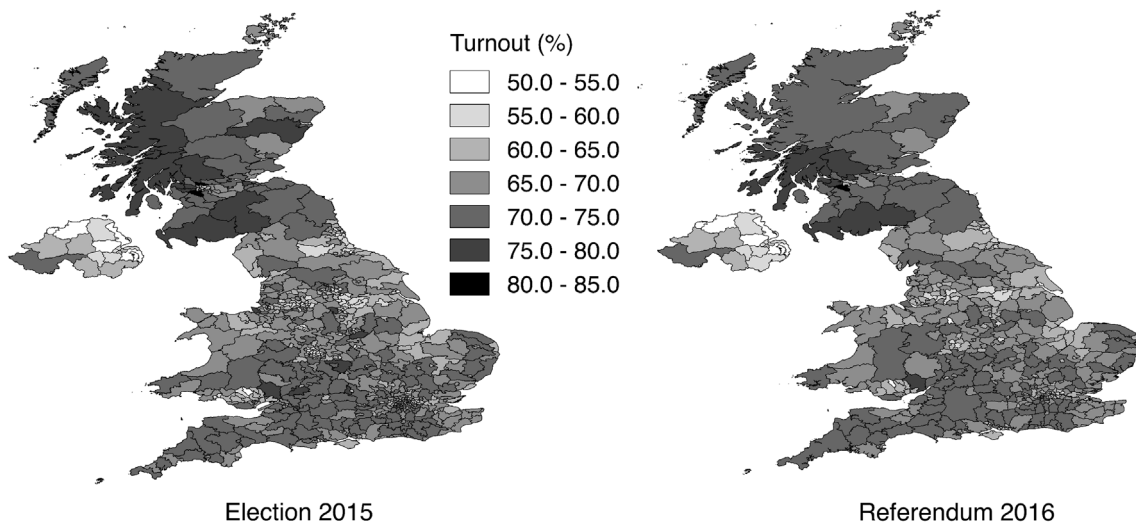 Turnout (%)
50.0 - 55.0
55.0 - 60.0
60.0 - 65.0
65.0 - 70.0
70.0 - 75.0
75.0 - 80.0
80.0 - 85.0
Election 2015
Referendum 2016